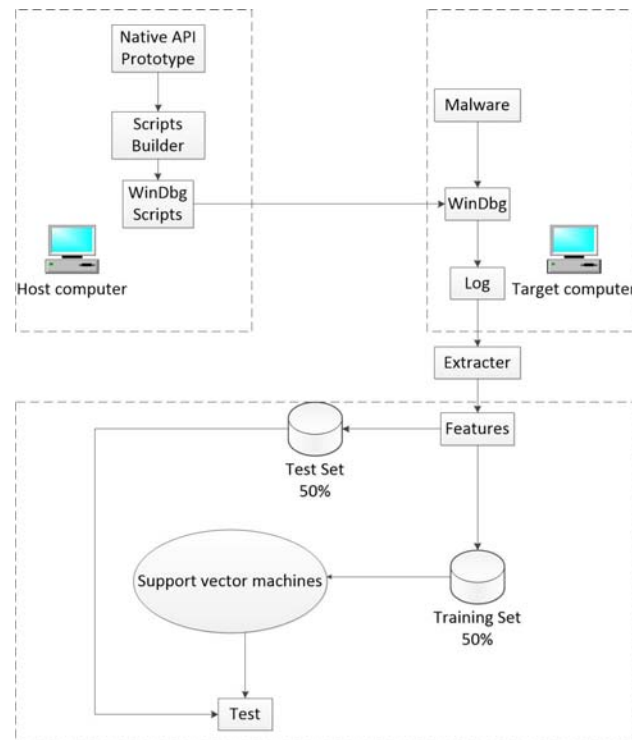 Native API
Prototype
Scripts
Builder
WinDbg
Scripts
Host computer
Malware
WinDbg
Log
Target computer
Extracter
Features
Test Set
50%
Support vector machines
Training Set
50%
Test